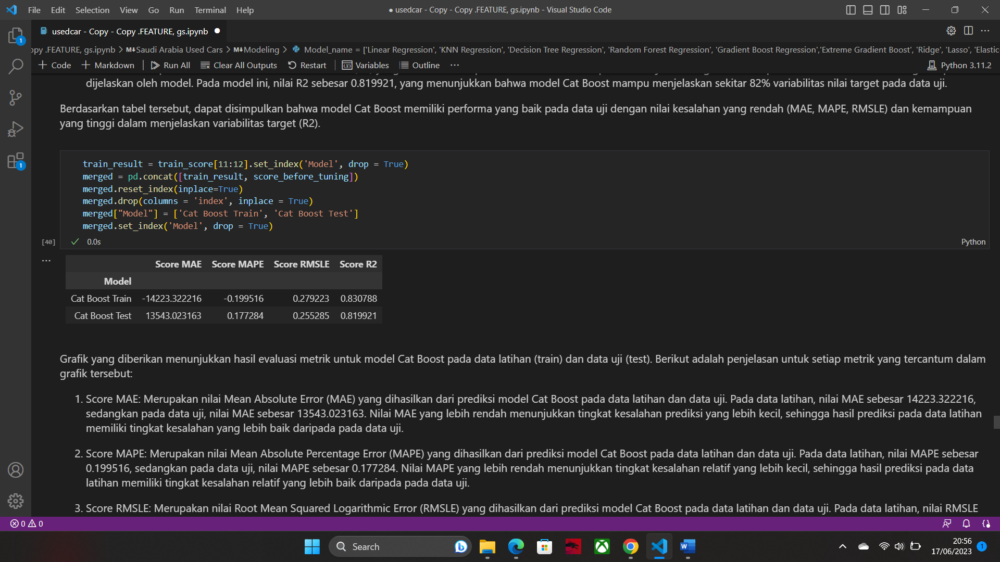 File Edit Selection View Go Run Terminal Help
● usedcar - Copy - Copy .FEATURE, gs.ipynb - Visual Studio Code
usedcar - Copy - Copy .FEATURE, gs.ipynb ●
opy .FEATURE, gs.ipynb > M↓Saudi Arabia Used Cars > M↓Modeling > Model_name = ['Linear Regression', 'KNN Regression', 'Decision Tree Regression', 'Random Forest Regression', 'Gradient Boost Regression','Extreme Gradient Boost', 'Ridge', 'Lasso', 'Elastic
+ Code + Markdown | Run All Clear All Outputs Restart | Variables Outline ···
Python 3.11.2
dijelaskan oleh model. Pada model ini, nilai R2 sebesar 0.819921, yang menunjukkan bahwa model Cat Boost mampu menjelaskan sekitar 82% variabilitas nilai target pada data uji.
Berdasarkan tabel tersebut, dapat disimpulkan bahwa model Cat Boost memiliki performa yang baik pada data uji dengan nilai kesalahan yang rendah (MAE, MAPE, RMSLE) dan kemampuan
yang tinggi dalam menjelaskan variabilitas target (R2).
train_result = train_score[11:12].set_index('Model', drop = True)
merged = pd.concat([train_result, score_before_tuning])
merged.reset_index(inplace=True)
merged.drop(columns = 'index', inplace = True)
merged["Model"] = ['Cat Boost Train', 'Cat Boost Test']
merged.set_index('Model', drop = True)
[40] ✓ 0.0s Python
···
Score MAE Score MAPE Score RMSLE Score R2
Model
Cat Boost Train -14223.322216 -0.199516 0.279223 0.830788
Cat Boost Test 13543.023163 0.177284 0.255285 0.819921
Grafik yang diberikan menunjukkan hasil evaluasi metrik untuk model Cat Boost pada data latihan (train) dan data uji (test). Berikut adalah penjelasan untuk setiap metrik yang tercantum dalam
grafik tersebut:
1. Score MAE: Merupakan nilai Mean Absolute Error (MAE) yang dihasilkan dari prediksi model Cat Boost pada data latihan dan data uji. Pada data latihan, nilai MAE sebesar 14223.322216,
sedangkan pada data uji, nilai MAE sebesar 13543.023163. Nilai MAE yang lebih rendah menunjukkan tingkat kesalahan prediksi yang lebih kecil, sehingga hasil prediksi pada data latihan
memiliki tingkat kesalahan yang lebih baik daripada pada data uji.
2. Score MAPE: Merupakan nilai Mean Absolute Percentage Error (MAPE) yang dihasilkan dari prediksi model Cat Boost pada data latihan dan data uji. Pada data latihan, nilai MAPE sebesar
0.199516, sedangkan pada data uji, nilai MAPE sebesar 0.177284. Nilai MAPE yang lebih rendah menunjukkan tingkat kesalahan relatif yang lebih kecil, sehingga hasil prediksi pada data
latihan memiliki tingkat kesalahan relatif yang lebih baik daripada pada data uji.
3. Score RMSLE: Merupakan nilai Root Mean Squared Logarithmic Error (RMSLE) yang dihasilkan dari prediksi model Cat Boost pada data latihan dan data uji. Pada data latihan, nilai RMSLE
0 0
Search
20:56
17/06/2023
1